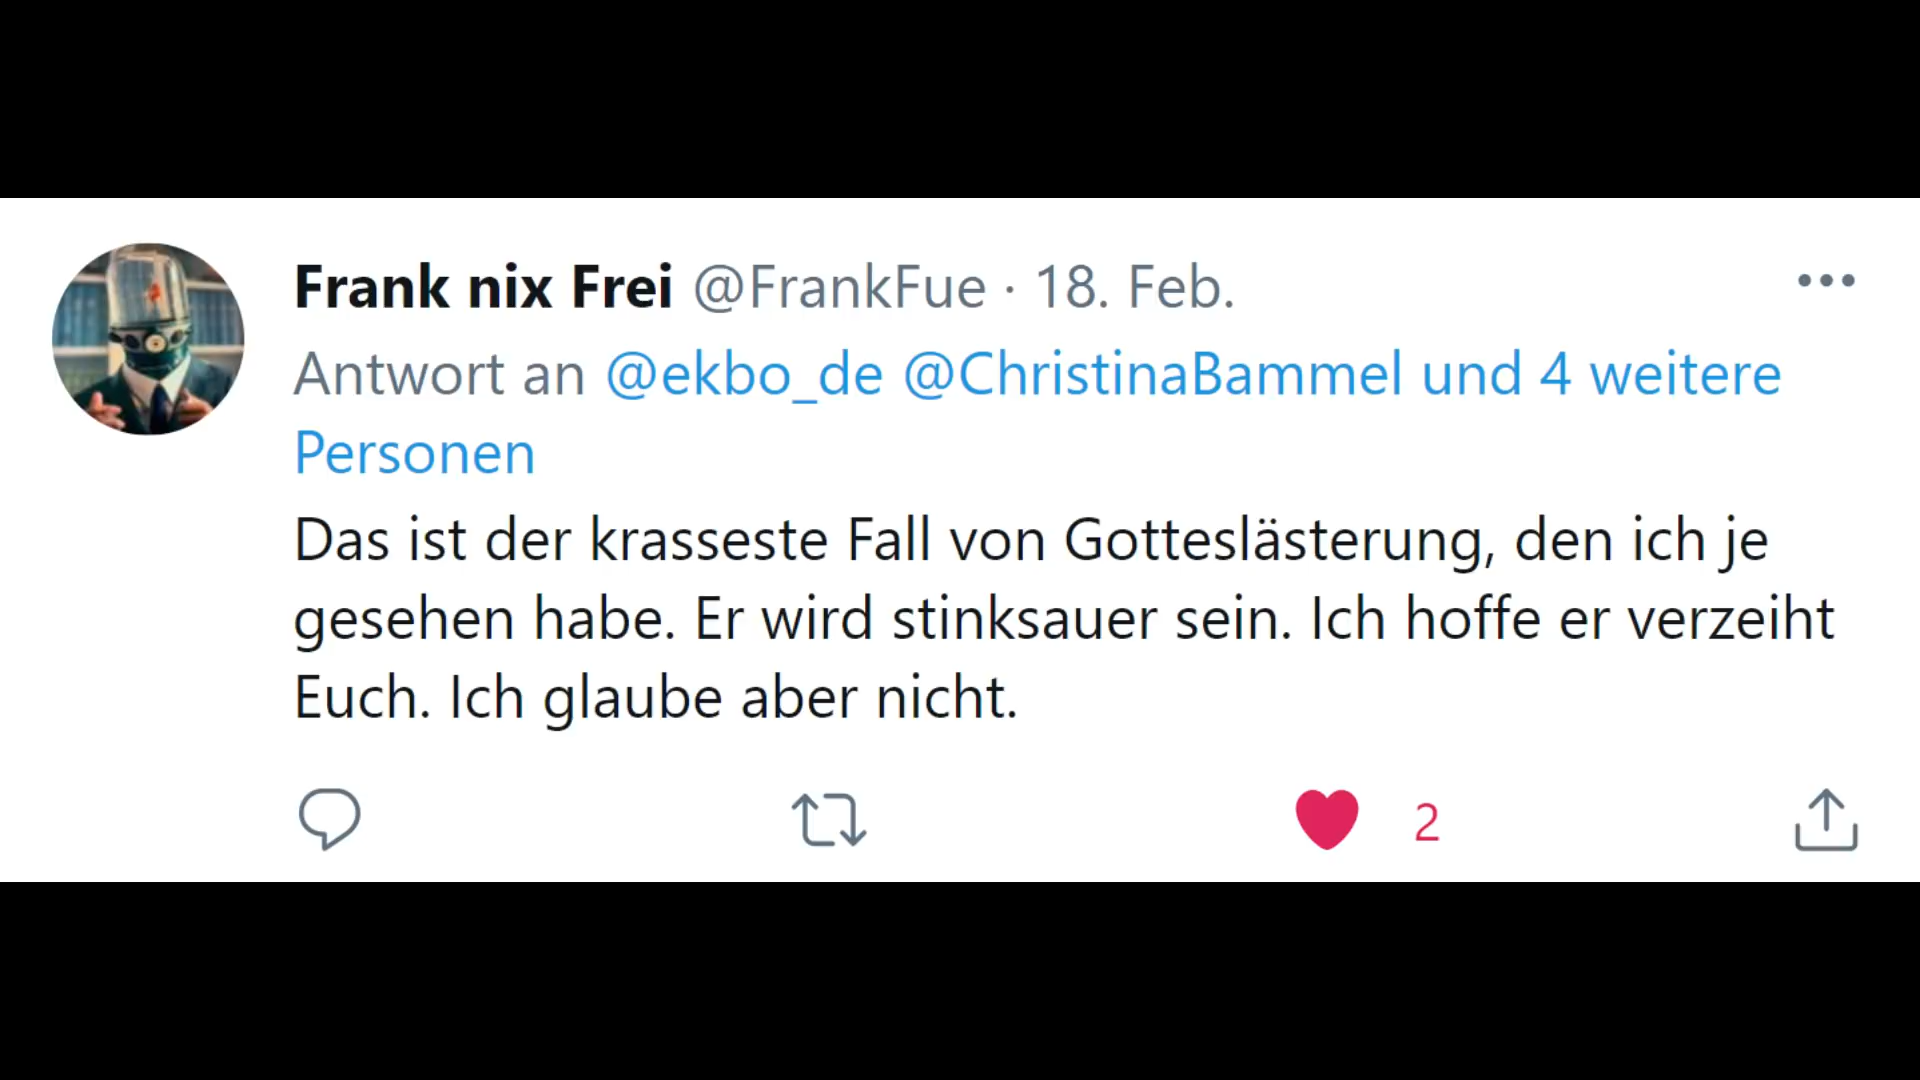 Frank nix Frei @FrankFue · 18. Feb.
Antwort an @ekbo_de @ChristinaBammel und 4 weitere
Personen
Das ist der krasseste Fall von Gotteslästerung, den ich je
gesehen habe. Er wird stinksauer sein. Ich hoffe er verzeiht
Euch. Ich glaube aber nicht.
2